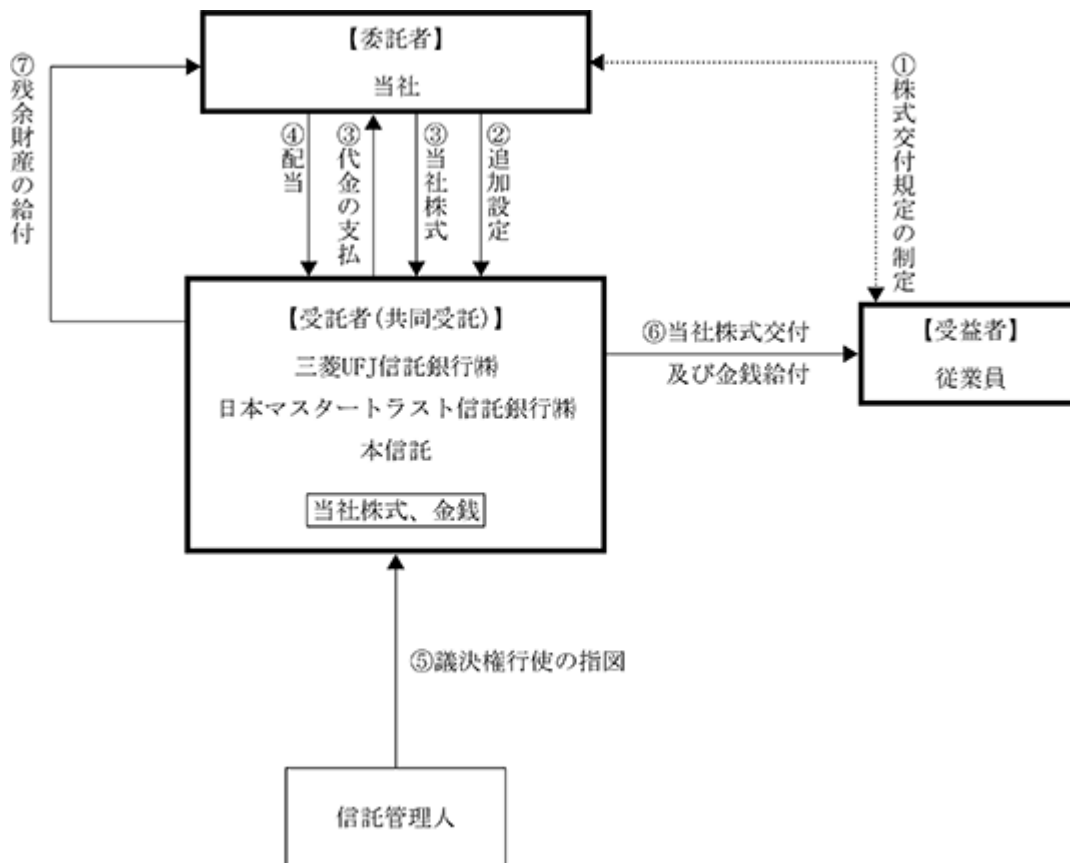 【委託者】
当社
⑦残余財産の給付
④配当
③代金の支払
③当社株式
②追加設定
①株式交付規定の制定
【受託者(共同受託)】
三菱UFJ信託銀行㈱
日本マスタートラスト信託銀行㈱
本信託
当社株式、金銭
⑥当社株式交付
及び金銭給付
【受益者】
従業員
⑤議決権行使の指図
信託管理人